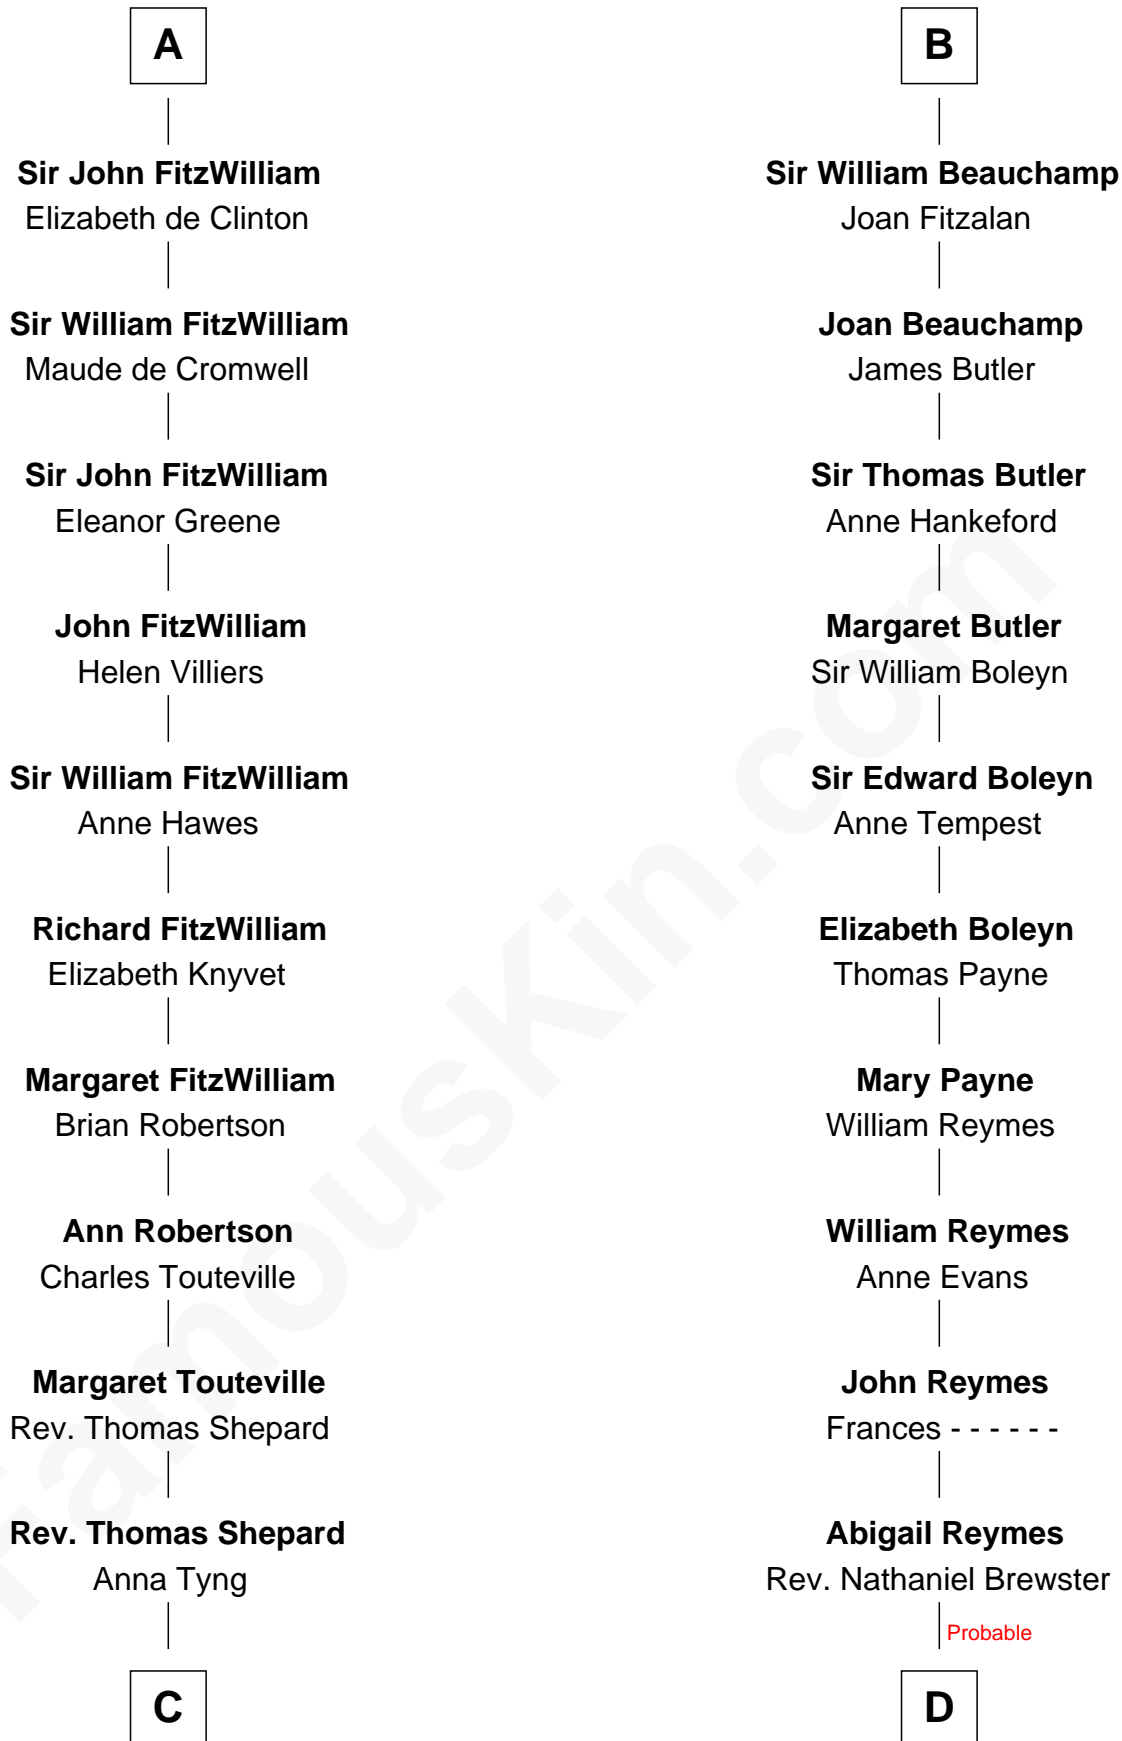 A
Sir John FitzWilliam
Elizabeth de Clinton
Sir William FitzWilliam
Maude de Cromwell
Sir John FitzWilliam
Eleanor Greene
John FitzWilliam
Helen Villiers
Sir William FitzWilliam
Anne Hawes
Richard FitzWilliam
Elizabeth Knyvet
Margaret FitzWilliam
Brian Robertson
Ann Robertson
Charles Touteville
Margaret Touteville
Rev. Thomas Shepard
Rev. Thomas Shepard
Anna Tyng
C
B
Sir William Beauchamp
Joan Fitzalan
Joan Beauchamp
James Butler
Sir Thomas Butler
Anne Hankeford
Margaret Butler
Sir William Boleyn
Sir Edward Boleyn
Anne Tempest
Elizabeth Boleyn
Thomas Payne
Mary Payne
William Reymes
William Reymes
Anne Evans
John Reymes
Frances - - - - - -
Abigail Reymes
Rev. Nathaniel Brewster
Probable
D
FamousKin.com